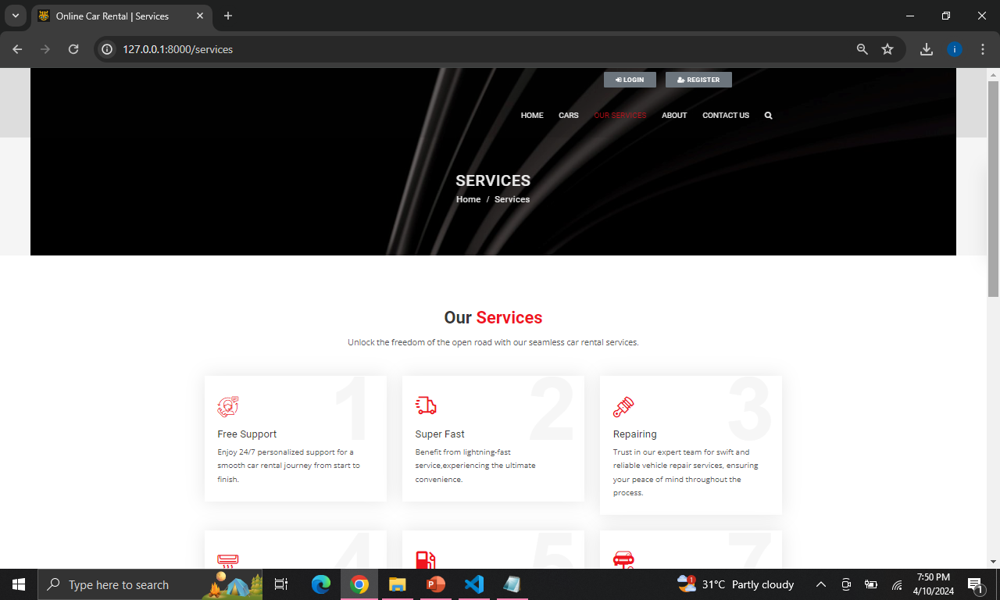 Online Car Rental | Services
127.0.0.1:8000/services
i
LOGIN
REGISTER
HOME CARS OUR SERVICES ABOUT CONTACT US
SERVICES
Home / Services
Our Services
Unlock the freedom of the open road with our seamless car rental services.
1
Free Support
Enjoy 24/7 personalized support for a
smooth car rental journey from start to
finish.
2
Super Fast
Benefit from lightning-fast
service,experiencing the ultimate
convenience.
3
Repairing
Trust in our expert team for swift and
reliable vehicle repair services, ensuring
your peace of mind throughout the
process.
4
5
7
Type here to search
1
31°C Partly cloudy
7:50 PM
4/10/2024
1